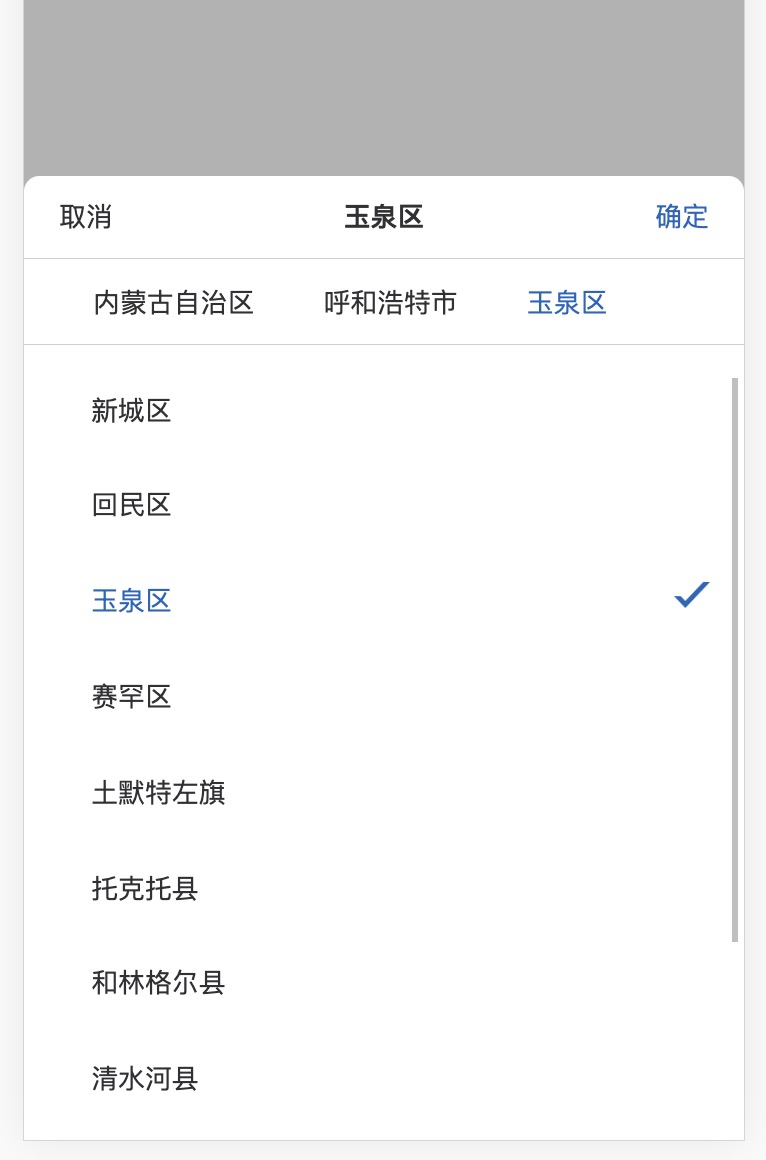 取消 玉泉区 确定
内蒙古自治区 呼和浩特市 玉泉区
新城区
回民区
玉泉区
赛罕区
土默特左旗
托克托县
和林格尔县
清水河县